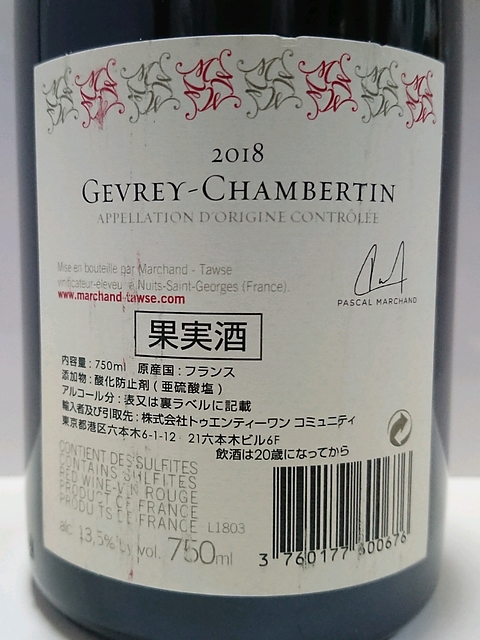 2018
GEVREY-CHAMBERTIN
APPELLATION D'ORIGINE CONTRÔLÉE
Mise en bouteille par Marchand - Tawse
vinificateur-éleveur à Nuits-Saint-Georges (France).
www.marchand-tawse.com
PASCAL MARCHAND
果実酒
内容量:750ml 原産国:フランス
添加物:酸化防止剤(亜硫酸塩)
アルコール分:表又は裏ラベルに記載
輸入者及び引取先:株式会社トゥエンティーワン コミュニティ
東京都港区六本木6-1-12 21六本木ビル6F
飲酒は20歳になってから
CONTIENT DES SULFITES
CONTAINS SULFITES
RED WINE-VIN ROUGE
PRODUCT OF FRANCE
PRODUIT DE FRANCE L1803
alc. 13,5% by vol. 750ml
3 760177 600676